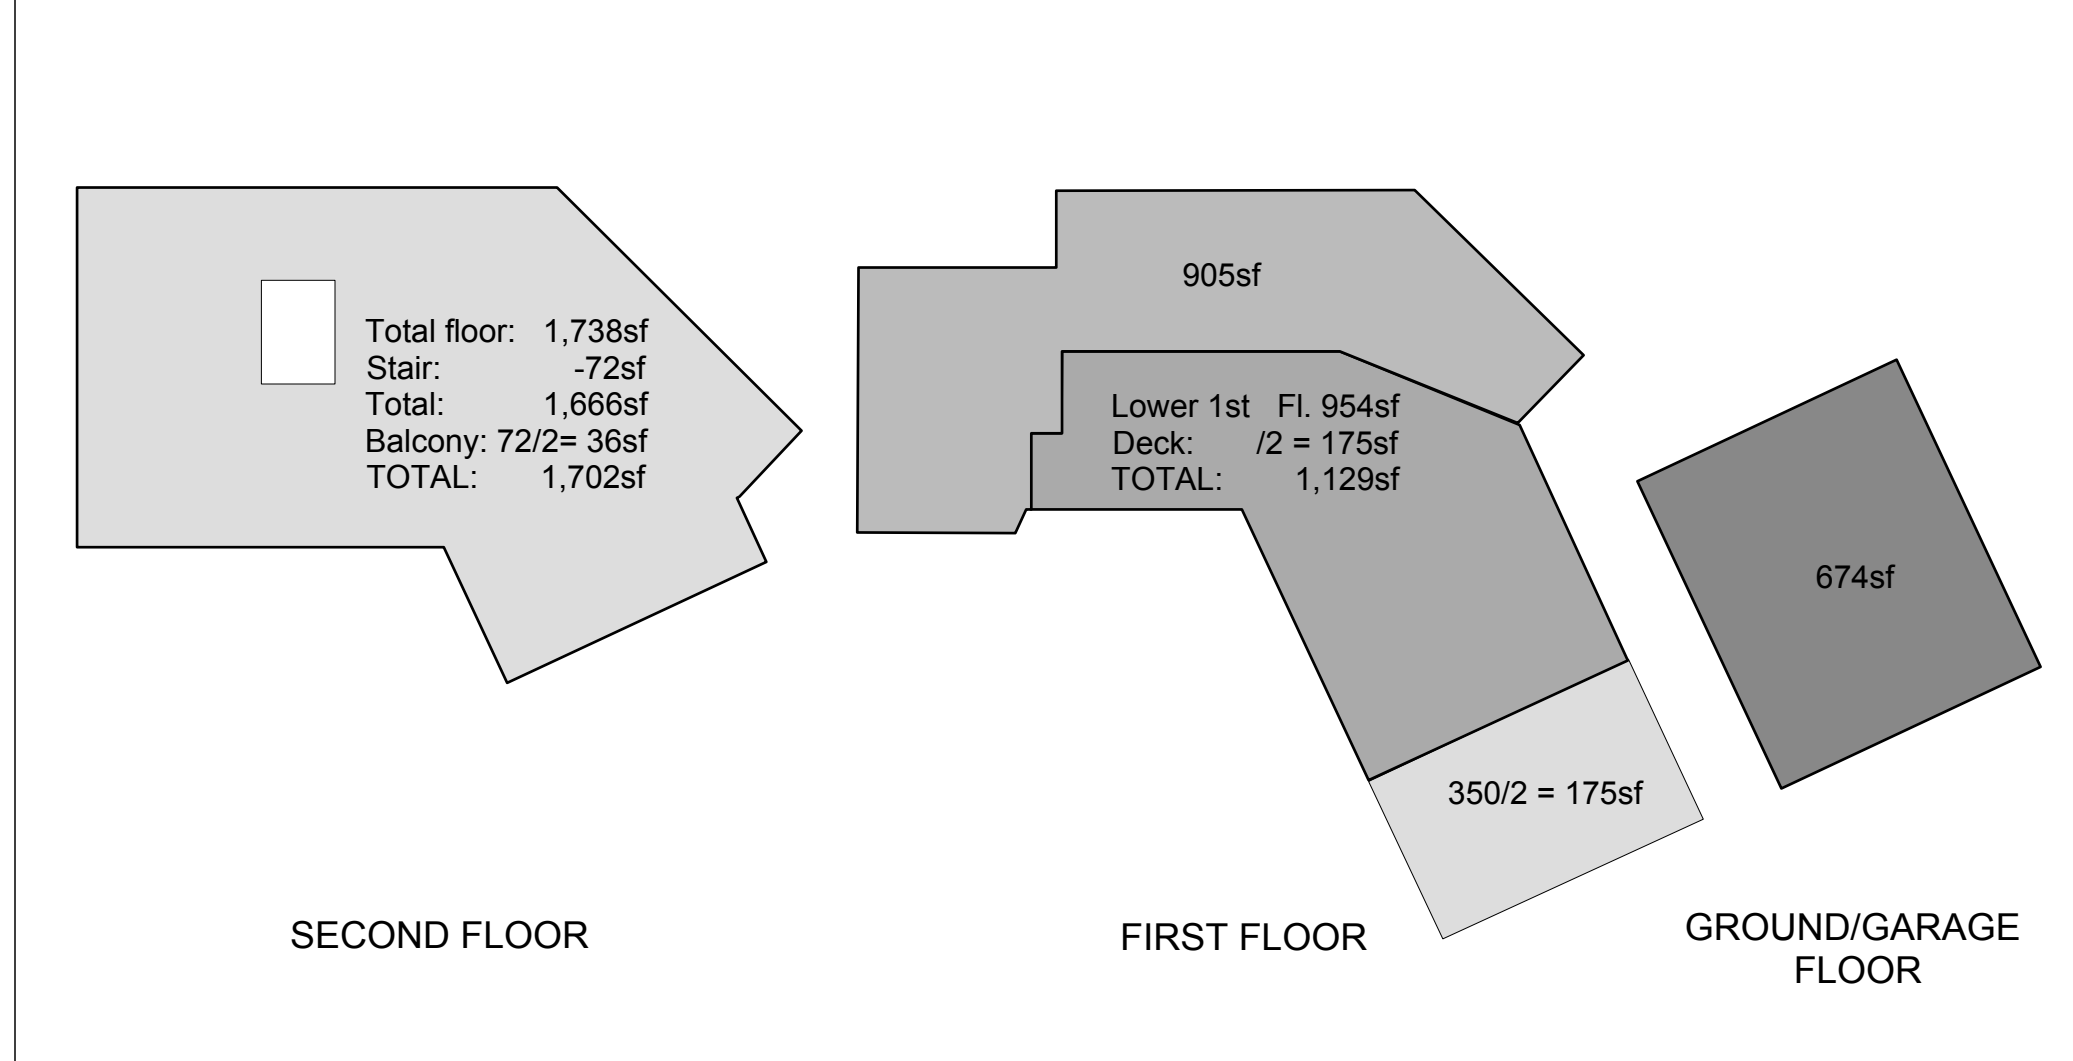 Total floor: 1,738sf
Stair: -72sf
Total: 1,666sf
Balcony: 72/2= 36sf
TOTAL: 1,702sf
905sf
Lower 1st Fl. 954sf
Deck: /2 = 175sf
TOTAL: 1,129sf
350/2 = 175sf
674sf
SECOND FLOOR
FIRST FLOOR
GROUND/GARAGE
FLOOR